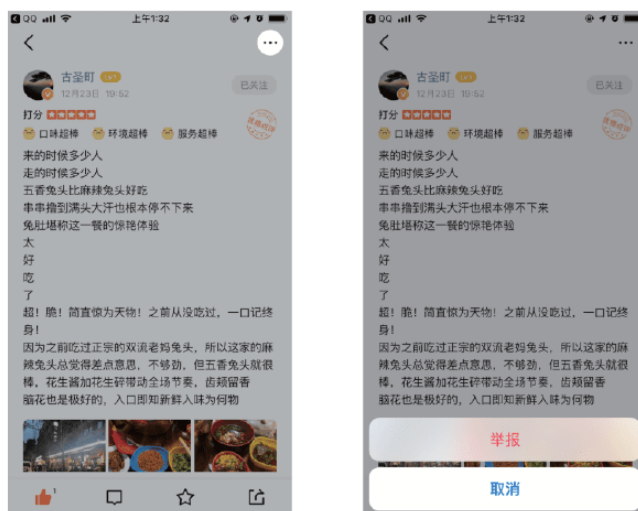 QQ 上午1:32
古圣町
12月23日 19:52
已关注
打分
口味超棒 环境超棒 服务超棒
来的时候多少人
走的时候多少人
五香兔头比麻辣兔头好吃
串串撸到满头大汗也根本停不下来
兔肚堪称这一餐的惊艳体验
太
好
吃
了
超!脆!简直惊为天物!之前从没吃过,一口记终
身!
因为之前吃过正宗的双流老妈兔头,所以这家的麻
辣兔头总觉得差点意思,不够劲,但五香兔头就很
棒,花生酱加花生碎带动全场节奏,齿颊留香
脑花也是极好的,入口即知新鲜入味为何物
1
QQ 上午1:32
古圣町
12月23日 19:52
已关注
打分
口味超棒 环境超棒 服务超棒
来的时候多少人
走的时候多少人
五香兔头比麻辣兔头好吃
串串撸到满头大汗也根本停不下来
兔肚堪称这一餐的惊艳体验
太
好
吃
了
超!脆!简直惊为天物!之前从没吃过,一口记终
身!
因为之前吃过正宗的双流老妈兔头,所以这家的麻
辣兔头总觉得差点意思,不够劲,但五香兔头就很
棒,花生酱加花生碎带动全场节奏,齿颊留香
脑花也是极好的,入口即知新鲜入味为何物
举报
取消